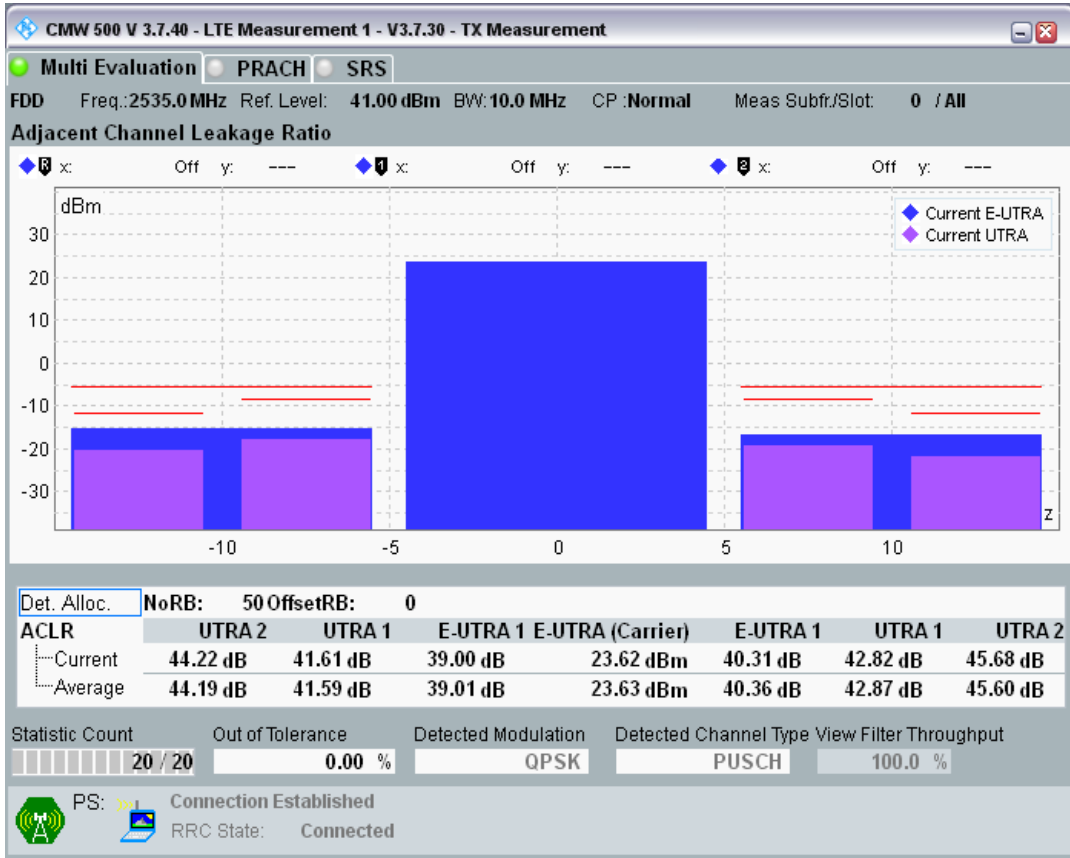 CMW 500 V 3.7.40 - LTE Measurement 1 - V3.7.30 - TX Measurement
Multi Evaluation PRACH SRS
FDD Freq.:2535.0 MHz Ref. Level: 41.00 dBm BW:10.0 MHz CP :Normal Meas Subfr./Slot: 0 / All
Adjacent Channel Leakage Ratio
R x: Off y: --- 1 x: Off y: --- 2 x: Off y: ---
dBm
Current E-UTRA
Current UTRA
30
20
10
0
-10
-20
-30
z
-10 -5 0 5 10
Det. Alloc. NoRB: 50 OffsetRB: 0
ACLR UTRA 2 UTRA 1 E-UTRA 1 E-UTRA (Carrier) E-UTRA 1 UTRA 1 UTRA 2
Current 44.22 dB 41.61 dB 39.00 dB 23.62 dBm 40.31 dB 42.82 dB 45.68 dB
Average 44.19 dB 41.59 dB 39.01 dB 23.63 dBm 40.36 dB 42.87 dB 45.60 dB
Statistic Count Out of Tolerance Detected Modulation Detected Channel Type View Filter Throughput
20 / 20 0.00 % QPSK PUSCH 100.0 %
PS: Connection Established
RRC State: Connected